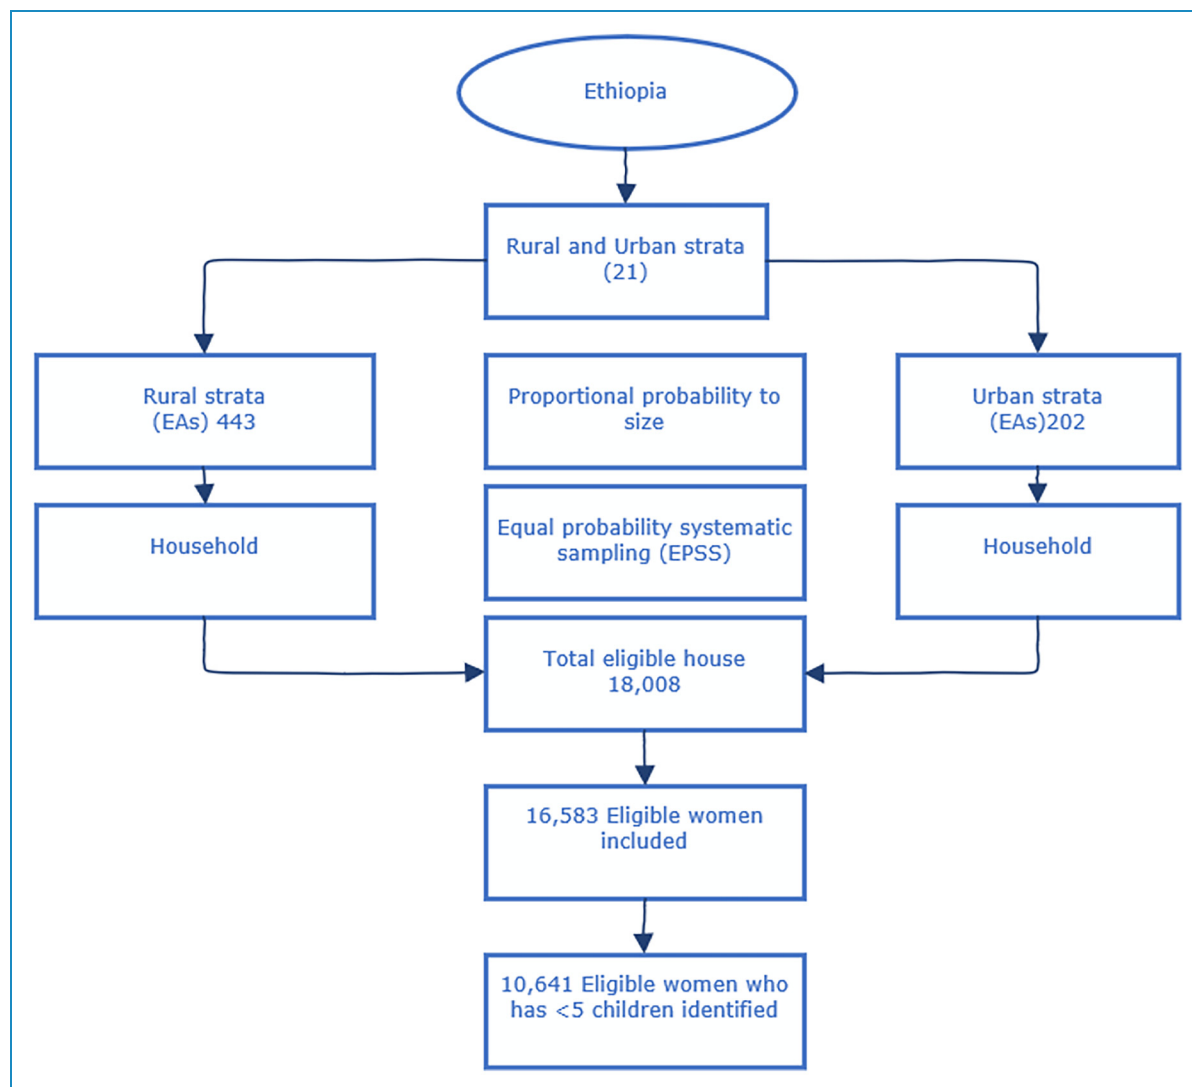 Ethiopia
Rural and Urban strata
(21)
Rural strata
(EAs) 443
Proportional probability to
size
Urban strata
(EAs)202
Household
Equal probability systematic
sampling (EPSS)
Household
Total eligible house
18,008
16,583 Eligible women
included
10,641 Eligible women who
has <5 children identified